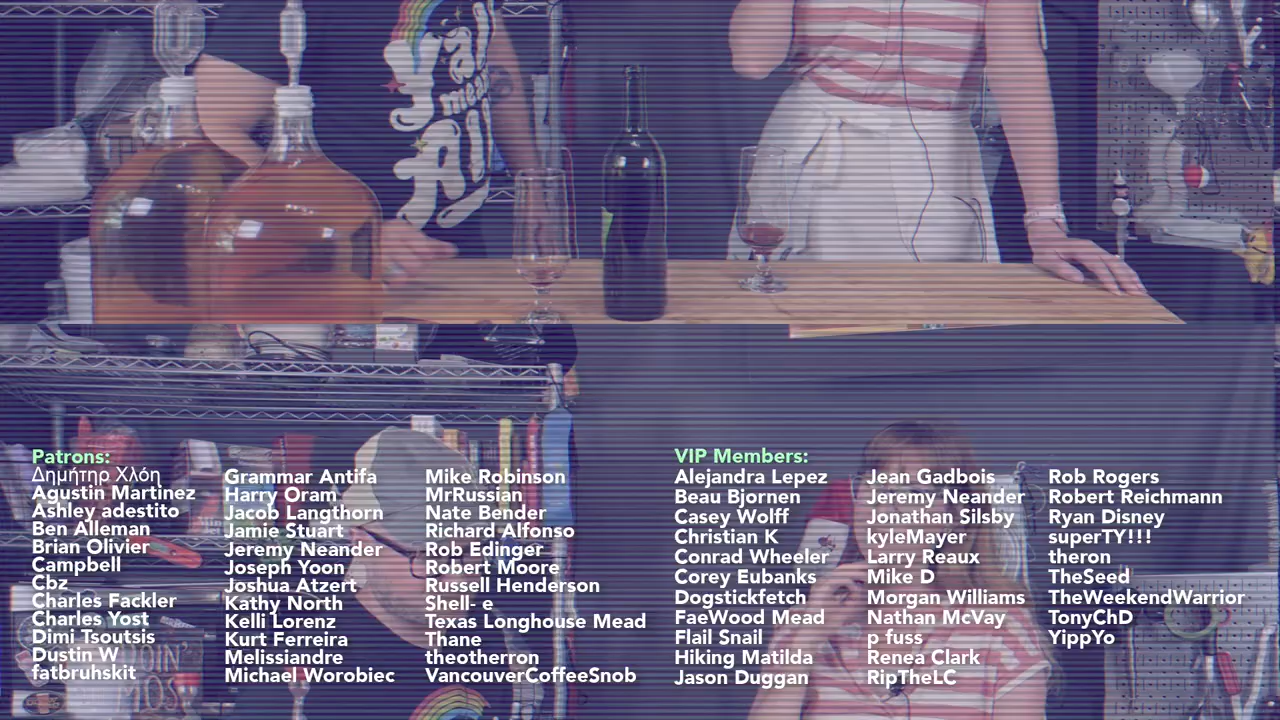 al
mead
All
Patrons:
Δημήτηρ Χλόη
Agustin Martinez
Ashley adestito
Ben Alleman
Brian Olivier
Campbell
Cbz
Charles Fackler
Charles Yost
Dimi Tsoutsis
Dustin W
fatbruhskit
Grammar Antifa
Harry Oram
Jacob Langthorn
Jamie Stuart
Jeremy Neander
Joseph Yoon
Joshua Atzert
Kathy North
Kelli Lorenz
Kurt Ferreira
Melissiandre
Michael Worobiec
Mike Robinson
MrRussian
Nate Bender
Richard Alfonso
Rob Edinger
Robert Moore
Russell Henderson
Shell- e
Texas Longhouse Mead
Thane
theotherron
VancouverCoffeeSnob
VIP Members:
Alejandra Lepez
Beau Bjornen
Casey Wolff
Christian K
Conrad Wheeler
Corey Eubanks
Dogstickfetch
FaeWood Mead
Flail Snail
Hiking Matilda
Jason Duggan
Jean Gadbois
Jeremy Neander
Jonathan Silsby
kyleMayer
Larry Reaux
Mike D
Morgan Williams
Nathan McVay
p fuss
Renea Clark
RipTheLC
Rob Rogers
Robert Reichmann
Ryan Disney
superTY!!!
theron
TheSeed
TheWeekendWarrior
TonyChD
YippYo